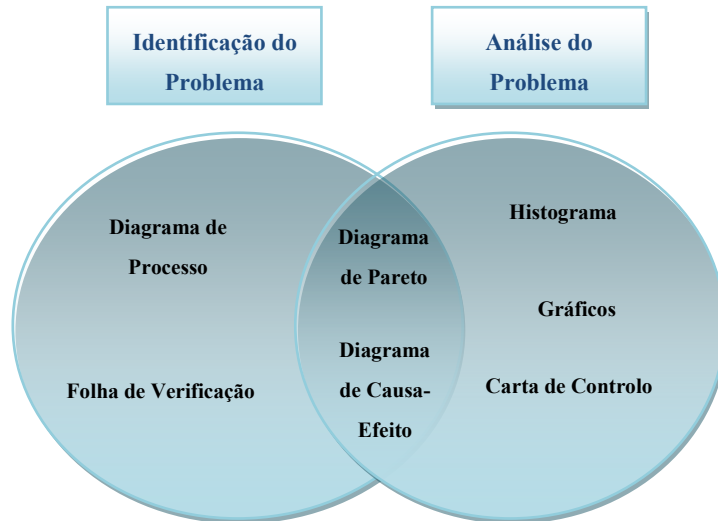 Identificação do
Problema
Análise do
Problema
Diagrama de
Processo
Folha de Verificação
Diagrama
de Pareto
Diagrama
de Causa-
Efeito
Histograma
Gráficos
Carta de Controlo